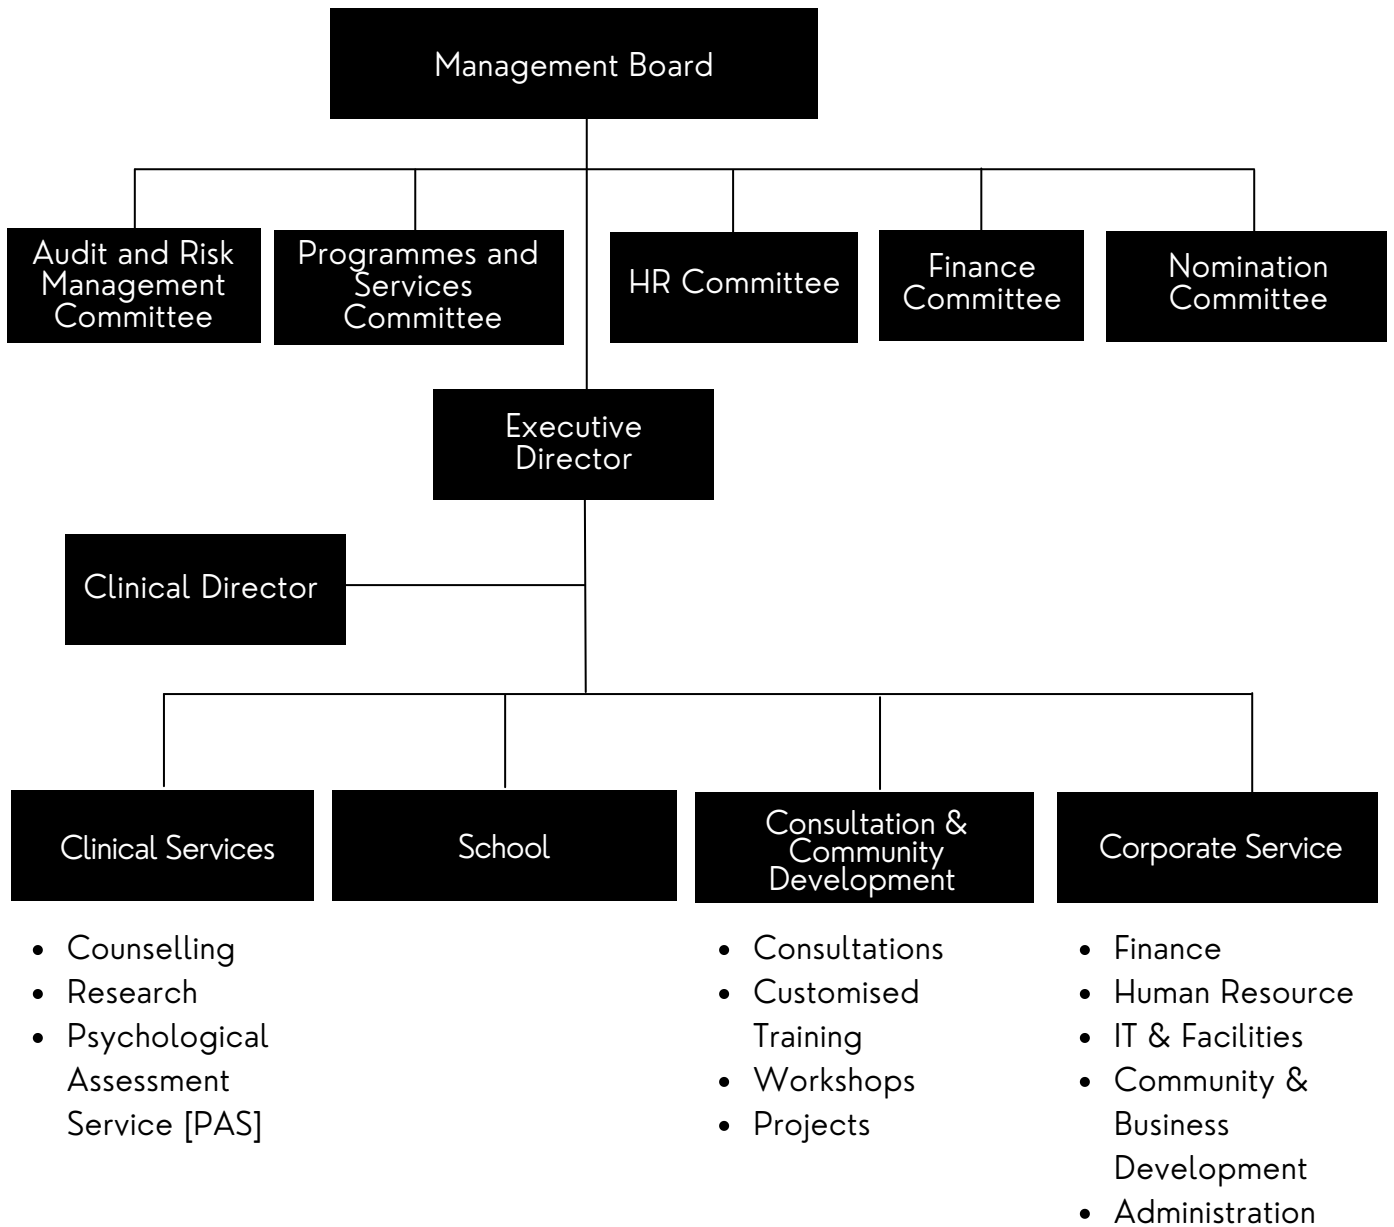 Management Board
Audit and Risk
Management
Committee
Programmes and
Services
Committee
HR Committee
Finance
Committee
Nomination
Committee
Executive
Director
Clinical Director
Clinical Services
School
Consultation &
Community
Development
Corporate Service
• Counselling
• Research
• Psychological
Assessment
Service [PAS]
• Consultations
• Customised
Training
• Workshops
• Projects
• Finance
• Human Resource
• IT & Facilities
• Community &
Business
Development
• Administration